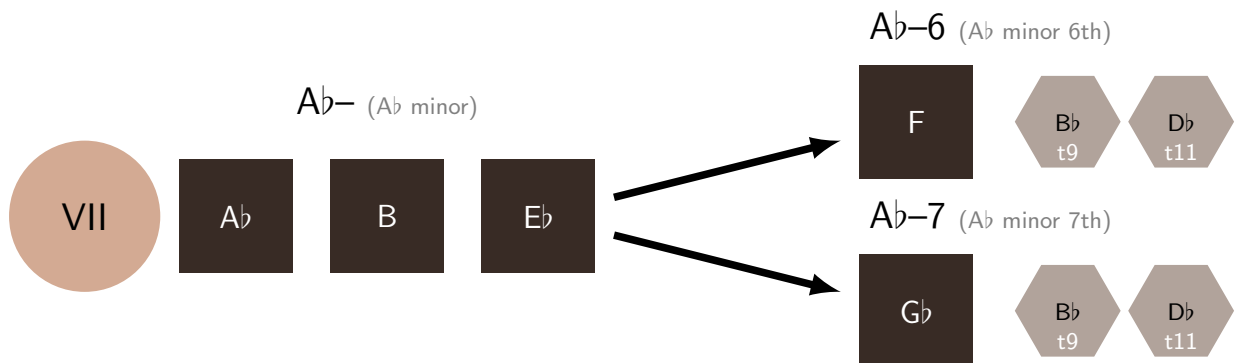 A♭–6 (A♭ minor 6th)
A♭– (A♭ minor)
F
B♭
t9
D♭
t11
VII
A♭
B
E♭
A♭–7 (A♭ minor 7th)
G♭
B♭
t9
D♭
t11